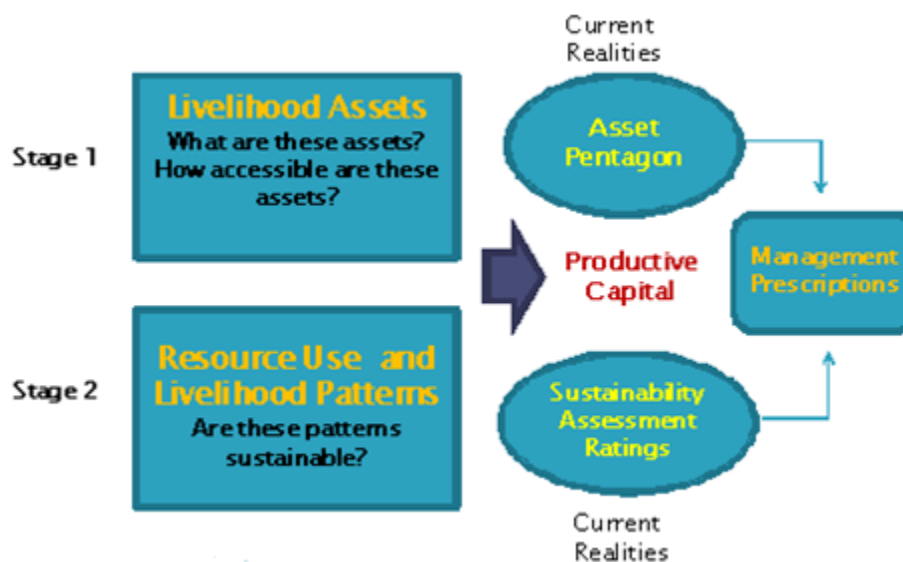 Current
Realities
Stage 1
Livelihood Assets
What are these assets?
How accessible are these
assets?
Asset
Pentagon
Productive
Capital
Management
Prescriptions
Stage 2
Resource Use and
Livelihood Patterns
Are these patterns
sustainable?
Sustainability
Assessment
Ratings
Current
Realities